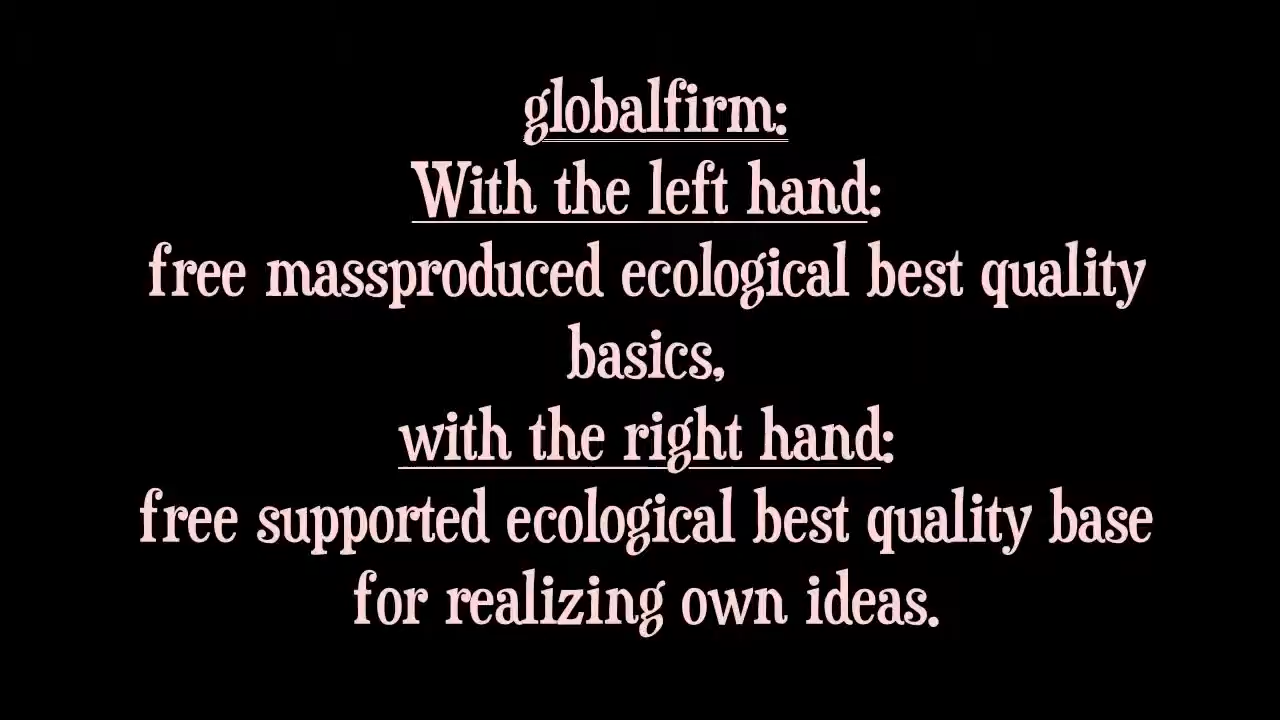 globalfirm:
With the left hand:
free massproduced ecological best quality
basics,
with the right hand:
free supported ecological best quality base
for realizing own ideas.